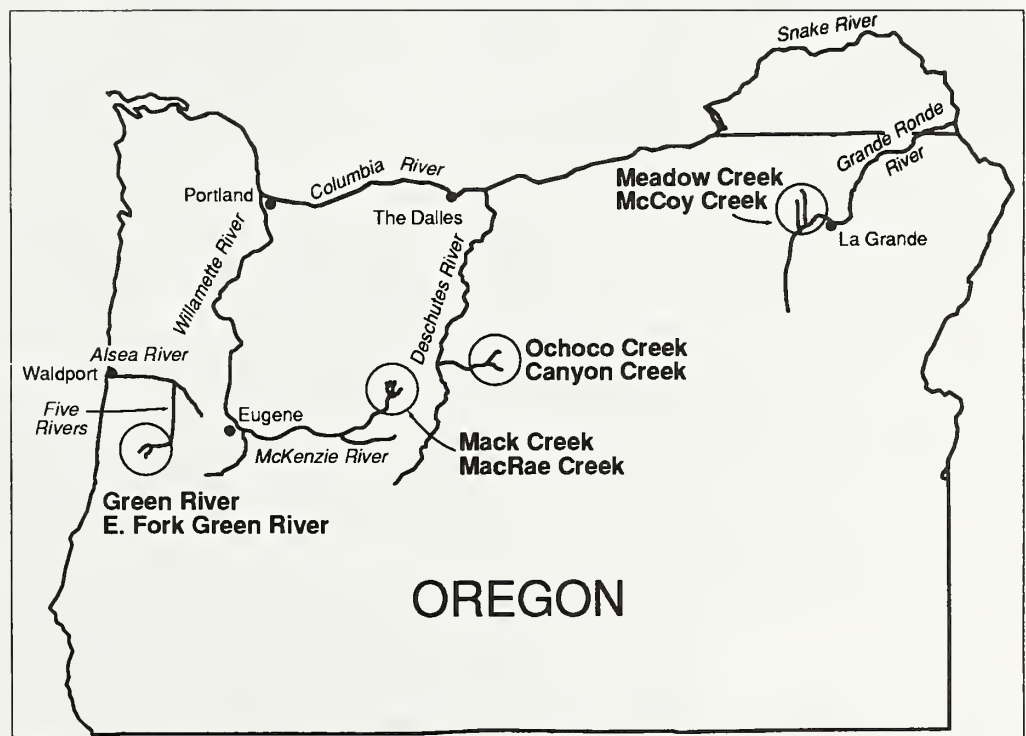 Snake River
Grande Ronde
River
Meadow Creek
McCoy Creek
Columbia River
Portland
The Dalles
La Grande
Willamette River
Deschutes River
Alsea River
Waldport
Ochoco Creek
Canyon Creek
Five
Rivers
Eugene
McKenzie River
Mack Creek
MacRae Creek
Green River
E. Fork Green River
OREGON